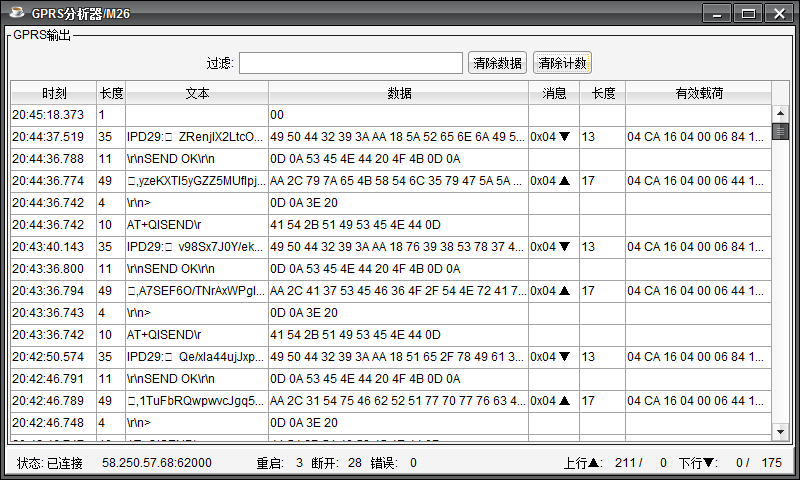 GPRS分析器/M26
GPRS输出
过滤: 清除数据 清除计数
时刻 长度 文本 数据 消息 长度 有效载荷
20:45:18.373 1 00
20:44:37.519 35 IPD29:□ ZRenjIX2LtcO... 49 50 44 32 39 3A AA 18 5A 52 65 6E 6A 49 5... 0x04▼ 13 04 CA 16 04 00 06 84 1...
20:44:36.788 11 \r\nSEND OK\r\n 0D 0A 53 45 4E 44 20 4F 4B 0D 0A
20:44:36.774 49 □,yzeKXTl5yGZZ5MUfIpj... AA 2C 79 7A 65 4B 58 54 6C 35 79 47 5A 5A ... 0x04▲ 17 04 CA 16 04 00 06 44 1...
20:44:36.742 4 \r\n> 0D 0A 3E 20
20:44:36.742 10 AT+QISEND\r 41 54 2B 51 49 53 45 4E 44 0D
20:43:40.143 35 IPD29:□ v98Sx7J0Y/ek... 49 50 44 32 39 3A AA 18 76 39 38 53 78 37 4... 0x04▼ 13 04 CA 16 04 00 06 84 1...
20:43:36.800 11 \r\nSEND OK\r\n 0D 0A 53 45 4E 44 20 4F 4B 0D 0A
20:43:36.794 49 □,A7SEF6O/TNrAxWPgl... AA 2C 41 37 53 45 46 36 4F 2F 54 4E 72 41 7... 0x04▲ 17 04 CA 16 04 00 06 44 1...
20:43:36.743 4 \r\n> 0D 0A 3E 20
20:43:36.742 10 AT+QISEND\r 41 54 2B 51 49 53 45 4E 44 0D
20:42:50.574 35 IPD29:□ Qe/xIa44ujJxp... 49 50 44 32 39 3A AA 18 51 65 2F 78 49 61 3... 0x04▼ 13 04 CA 16 04 00 06 84 1...
20:42:46.791 11 \r\nSEND OK\r\n 0D 0A 53 45 4E 44 20 4F 4B 0D 0A
20:42:46.789 49 □,1TuFbRQwpwvcJgq5... AA 2C 31 54 75 46 62 52 51 77 70 77 76 63 4... 0x04▲ 17 04 CA 16 04 00 06 44 1...
20:42:46.748 4 \r\n> 0D 0A 3E 20
状态: 已连接 58.250.57.68:62000 重启: 3 断开: 28 错误: 0 上行▲: 211 / 0 下行▼: 0 / 175